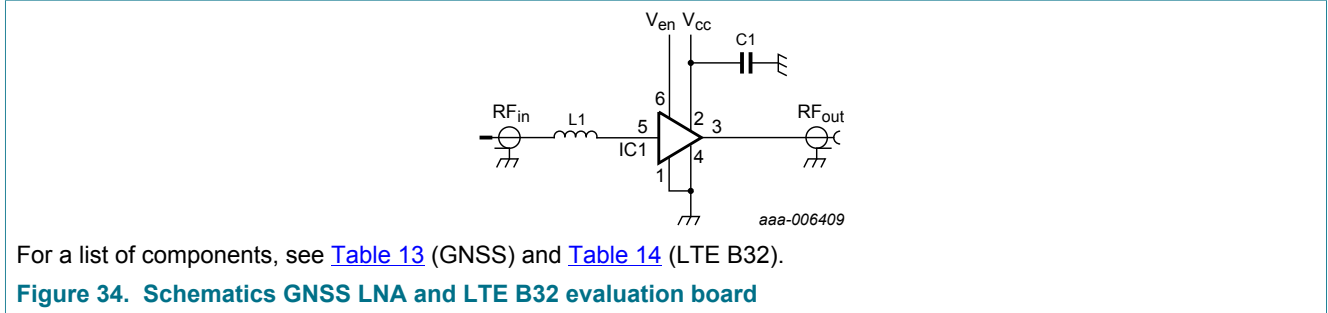 Ven Vcc
C1
6
RFin
L1
5
2
3
RFout
IC1
4
1
aaa-006409
For a list of components, see Table 13 (GNSS) and Table 14 (LTE B32).
Figure 34. Schematics GNSS LNA and LTE B32 evaluation board